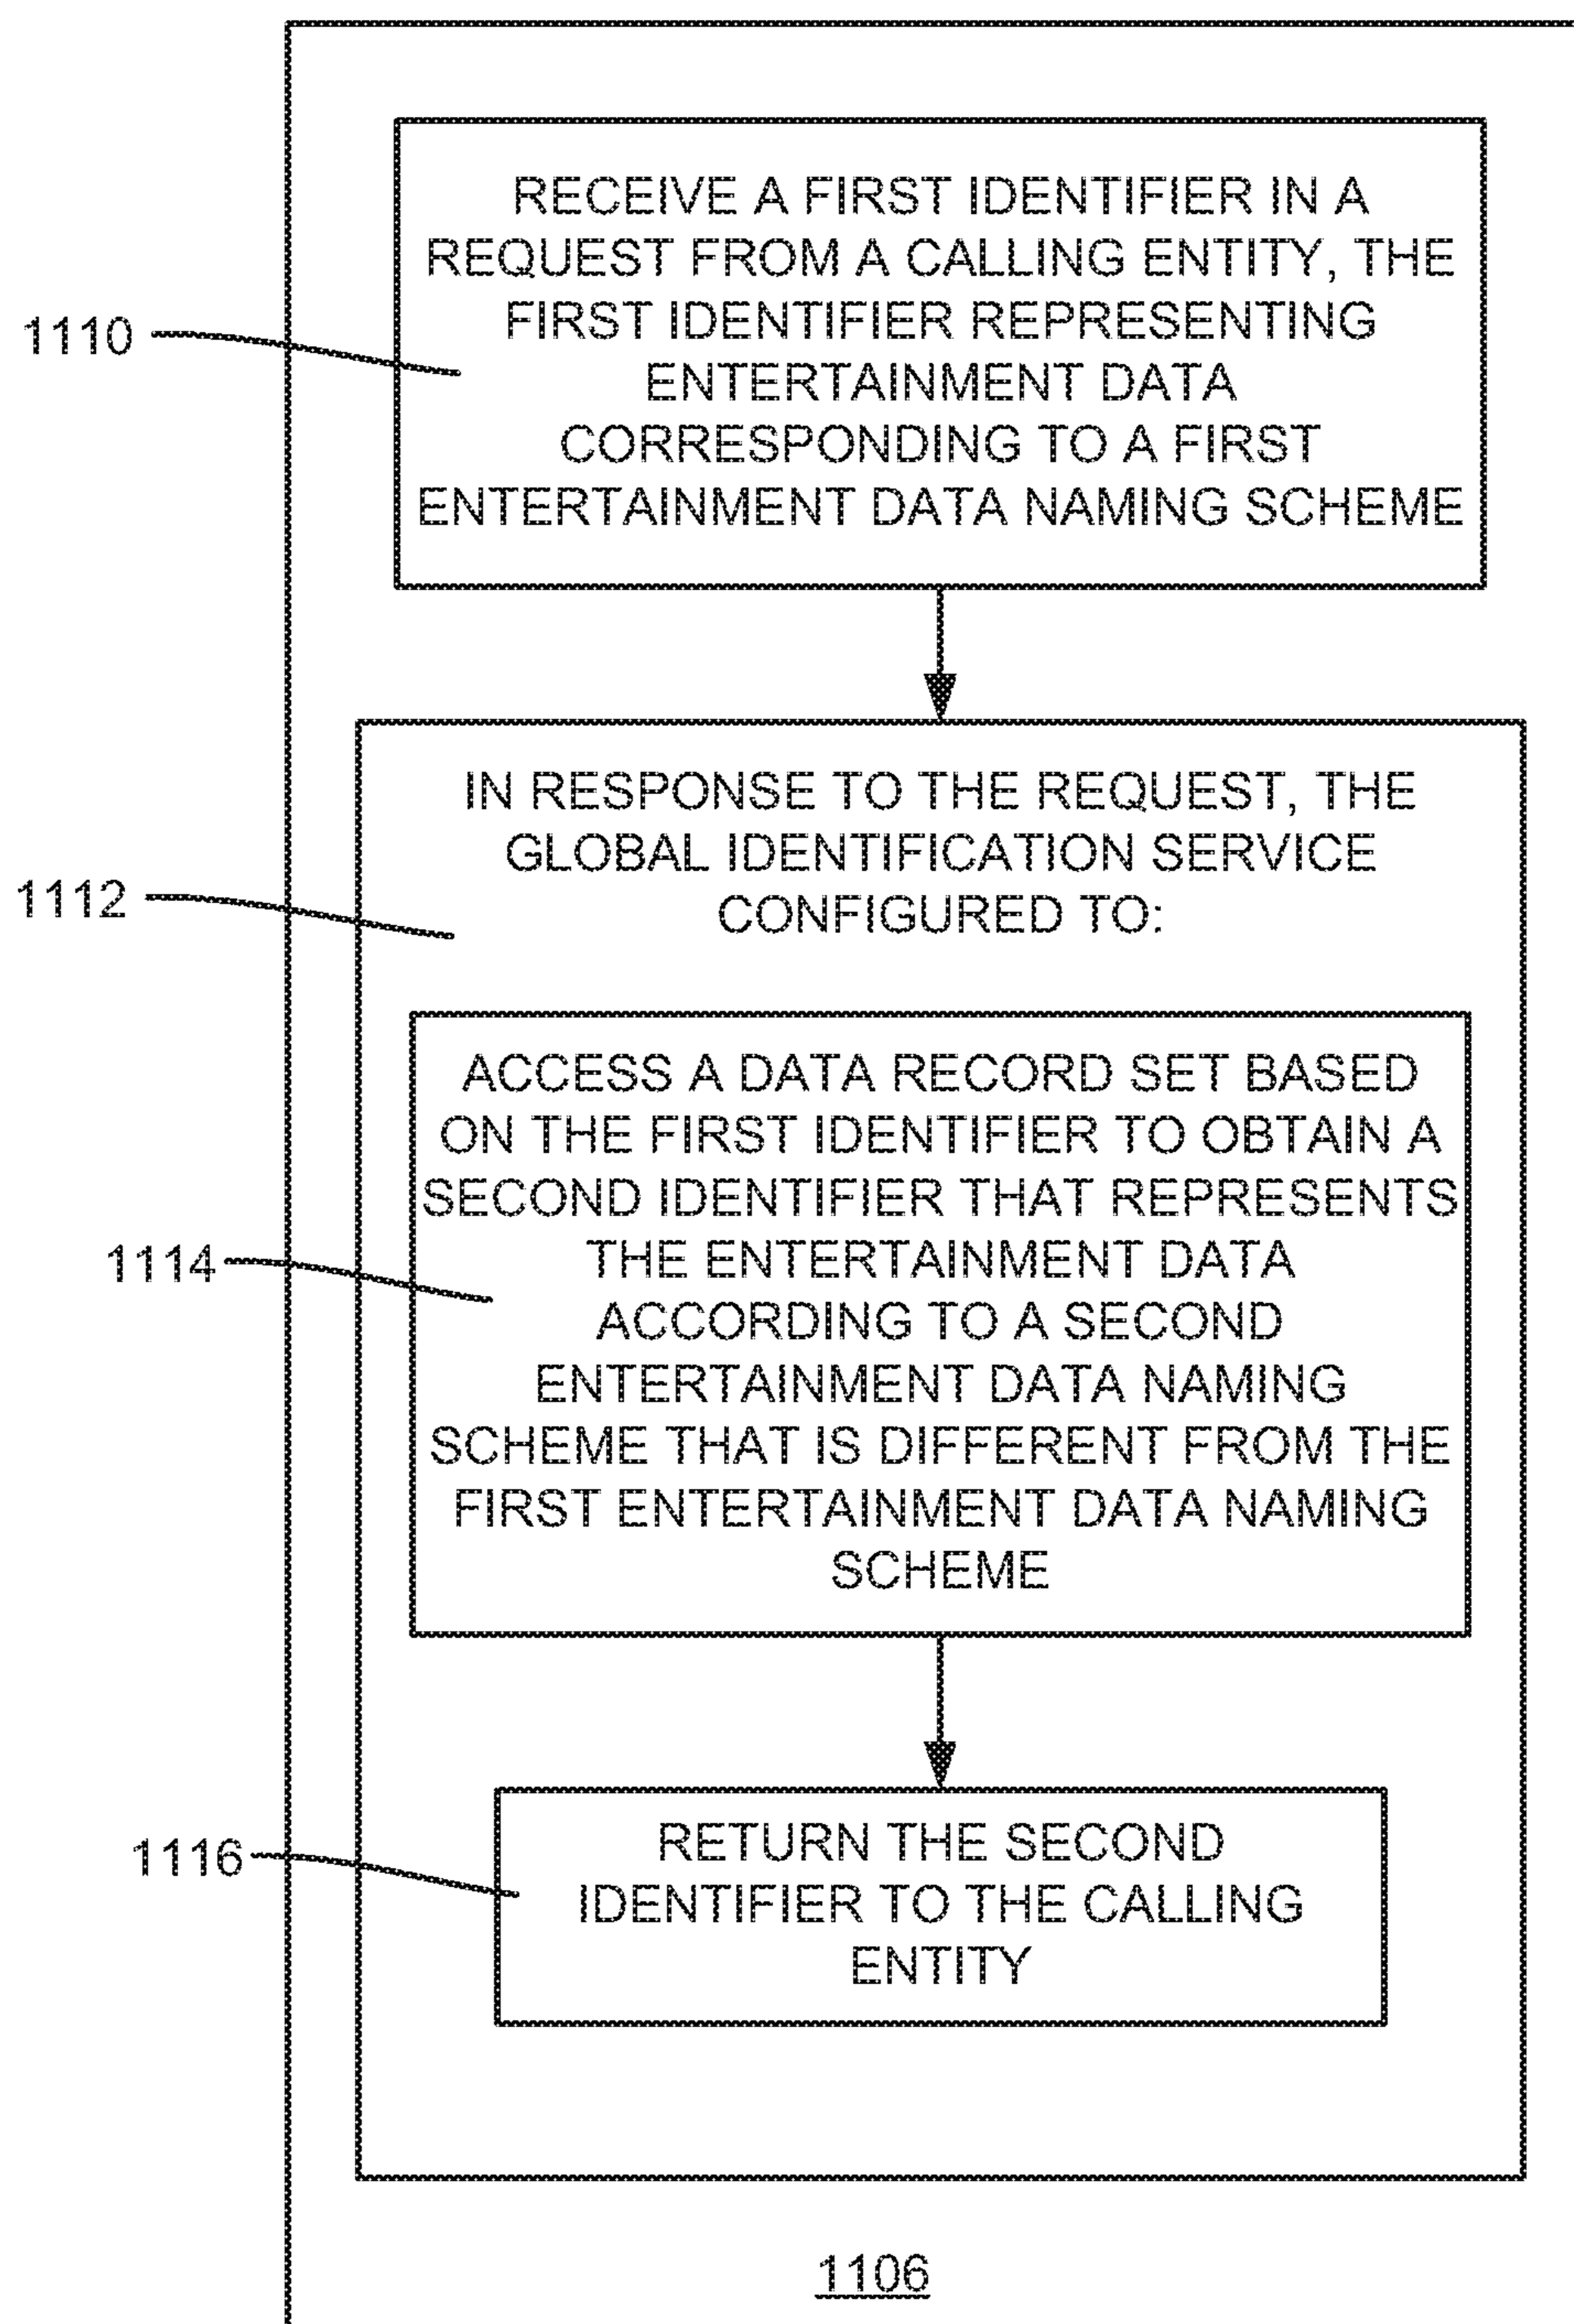 RECEIVE A FIRST IDENTIFIER IN A
REQUEST FROM A CALLING ENTITY, THE
FIRST IDENTIFIER REPRESENTING
ENTERTAINMENT DATA
CORRESPONDING TO A FIRST
ENTERTAINMENT DATA NAMING SCHEME
1110
IN RESPONSE TO THE REQUEST, THE
GLOBAL IDENTIFICATION SERVICE
CONFIGURED TO:
1112
ACCESS A DATA RECORD SET BASED
ON THE FIRST IDENTIFIER TO OBTAIN A
SECOND IDENTIFIER THAT REPRESENTS
THE ENTERTAINMENT DATA
ACCORDING TO A SECOND
ENTERTAINMENT DATA NAMING
SCHEME THAT IS DIFFERENT FROM THE
FIRST ENTERTAINMENT DATA NAMING
SCHEME
1114
RETURN THE SECOND
IDENTIFIER TO THE CALLING
ENTITY
1116
1106